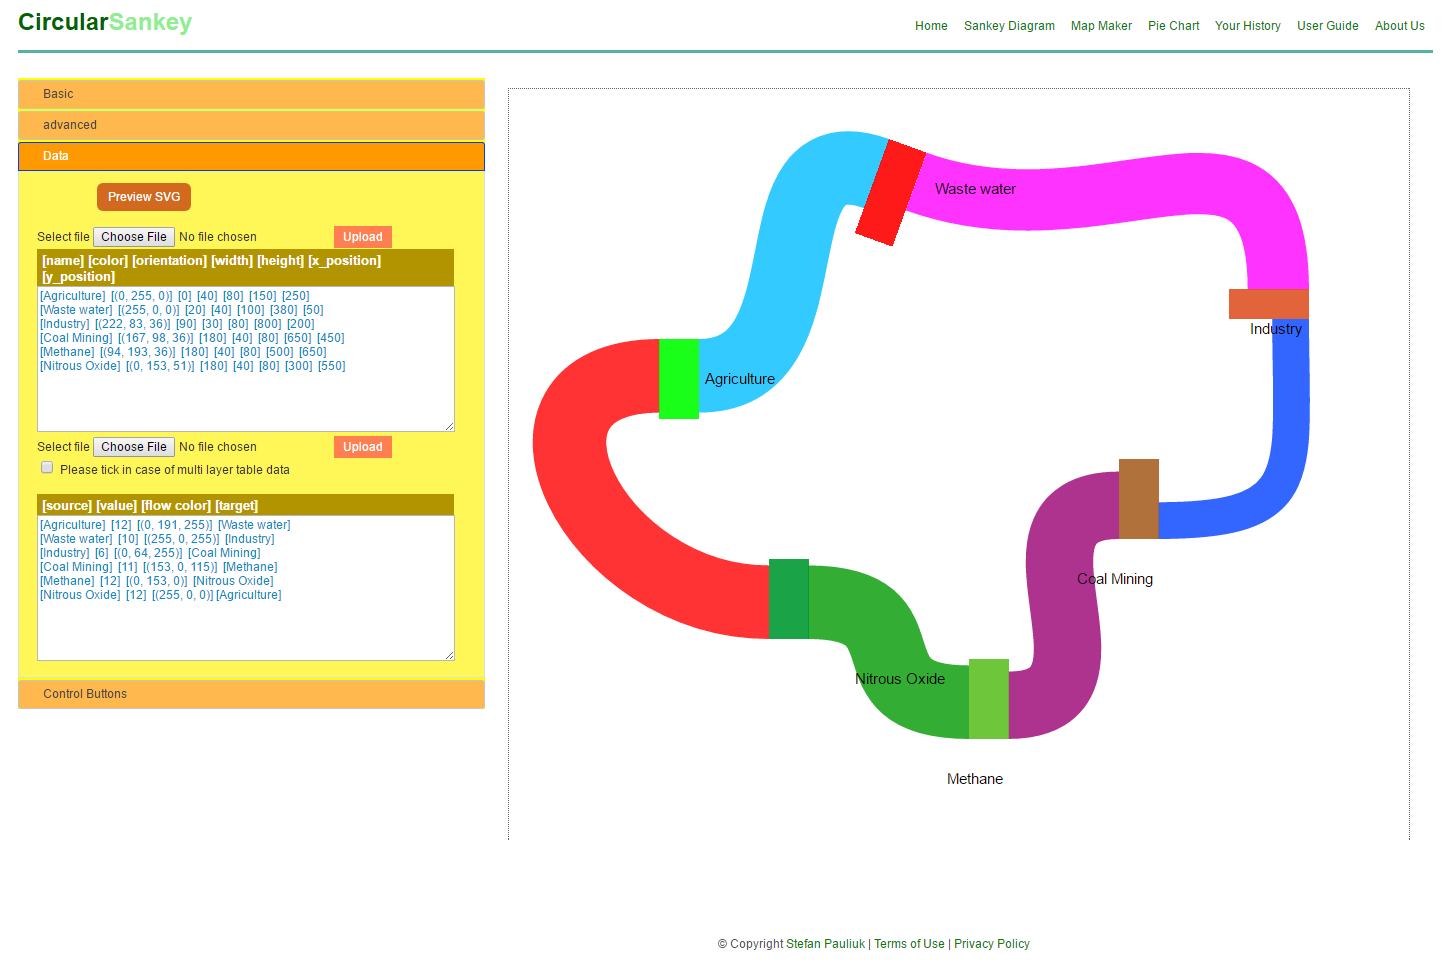 CircularSankey
Home Sankey Diagram Map Maker Pie Chart Your History User Guide About Us
Basic
advanced
Data
Preview SVG
Select file Choose File No file chosen Upload
[name] [color] [orientation] [width] [height] [x_position]
[y_position]
[Agriculture] [(0, 255, 0)] [0] [40] [80] [150] [250]
[Waste water] [(255, 0, 0)] [20] [40] [100] [380] [50]
[Industry] [(222, 83, 36)] [90] [30] [80] [800] [200]
[Coal Mining] [(167, 98, 36)] [180] [40] [80] [650] [450]
[Methane] [(94, 193, 36)] [180] [40] [80] [500] [650]
[Nitrous Oxide] [(0, 153, 51)] [180] [40] [80] [300] [550]
Select file Choose File No file chosen Upload
Please tick in case of multi layer table data
[source] [value] [flow color] [target]
[Agriculture] [12] [(0, 191, 255)] [Waste water]
[Waste water] [10] [(255, 0, 255)] [Industry]
[Industry] [6] [(0, 64, 255)] [Coal Mining]
[Coal Mining] [11] [(153, 0, 115)] [Methane]
[Methane] [12] [(0, 153, 0)] [Nitrous Oxide]
[Nitrous Oxide] [12] [(255, 0, 0)] [Agriculture]
Control Buttons
Waste water
Industry
Agriculture
Coal Mining
Nitrous Oxide
Methane
© Copyright Stefan Pauliuk | Terms of Use | Privacy Policy